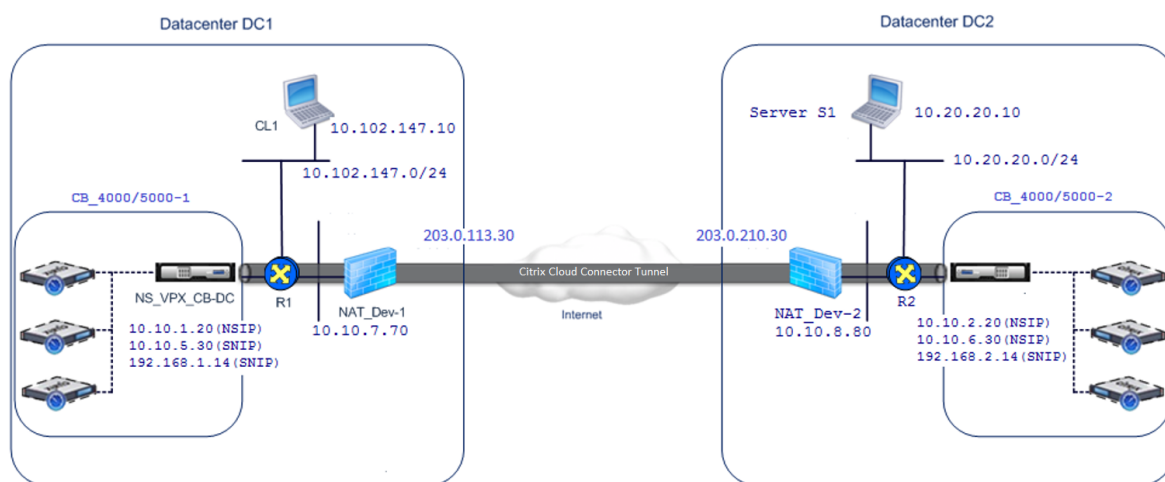 Datacenter DC1
Datacenter DC2
CL1
10.102.147.10
10.102.147.0/24
Server S1
10.20.20.10
10.20.20.0/24
CB_4000/5000-1
CB_4000/5000-2
203.0.113.30
203.0.210.30
Citrix Cloud Connector Tunnel
Internet
NS_VPX_CB-DC
R1
NAT_Dev-1
10.10.7.70
NAT_Dev-2
10.10.8.80
R2
10.10.1.20(NSIP)
10.10.5.30(SNIP)
192.168.1.14(SNIP)
10.10.2.20(NSIP)
10.10.6.30(NSIP)
192.168.2.14(SNIP)